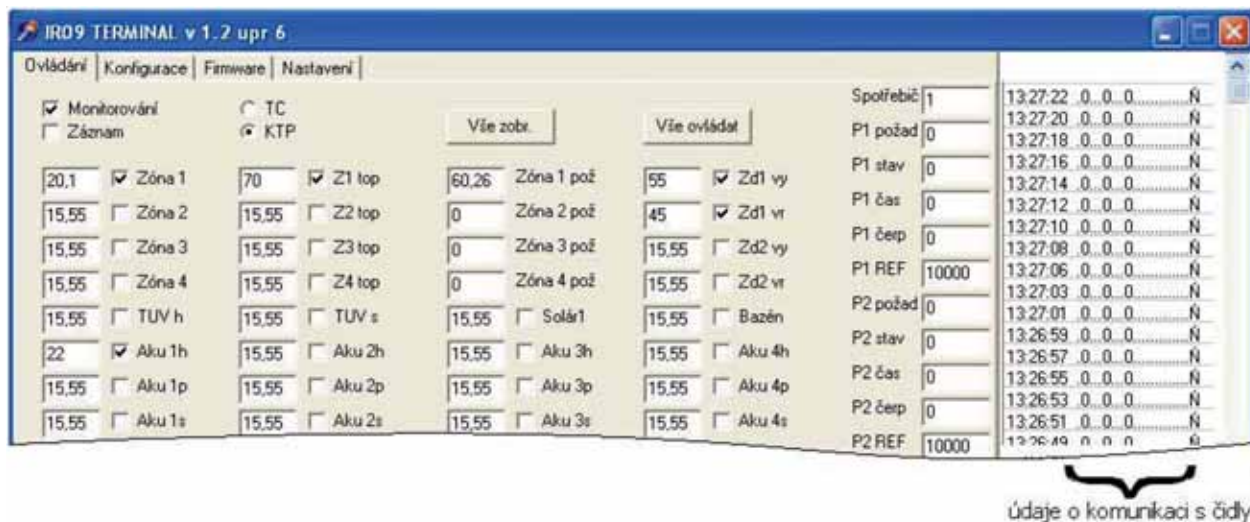 IR09 TERMINAL v 1.2 upr 6
Ovládání Konfigurace Firmware Nastavení
Monitorování TC
Záznam KTP Vše zobr. Vše ovládat
20,1 Zóna 1 70 Z1 top 60,26 Zóna 1 pož 55 Zd1 vy
15,55 Zóna 2 15,55 Z2 top 0 Zóna 2 pož 45 Zd1 vr
15,55 Zóna 3 15,55 Z3 top 0 Zóna 3 pož 15,55 Zd2 vy
15,55 Zóna 4 15,55 Z4 top 0 Zóna 4 pož 15,55 Zd2 vr
15,55 TUV h 15,55 TUV s 15,55 Solár1 15,55 Bazén
22 Aku 1h 15,55 Aku 2h 15,55 Aku 3h 15,55 Aku 4h
15,55 Aku 1p 15,55 Aku 2p 15,55 Aku 3p 15,55 Aku 4p
15,55 Aku 1s 15,55 Aku 2s 15,55 Aku 3s 15,55 Aku 4s
Spotřebič 1
P1 požad 0
P1 stav 0
P1 čas 0
P1 čerp 0
P1 REF 10000
P2 požad 0
P2 stav 0
P2 čas 0
P2 čerp 0
P2 REF 10000
13:27:22 .0...0...0............Ñ
13:27:20 .0...0...0............Ñ
13:27:18 .0...0...0............Ñ
13:27:16 .0...0...0............Ñ
13:27:14 .0...0...0............Ñ
13:27:12 .0...0...0............Ñ
13:27:10 .0...0...0............Ñ
13:27:08 .0...0...0............Ñ
13:27:06 .0...0...0............Ñ
13:27:03 .0...0...0............Ñ
13:27:01 .0...0...0............Ñ
13:26:59 .0...0...0............Ñ
13:26:57 .0...0...0............Ñ
13:26:55 .0...0...0............Ñ
13:26:53 .0...0...0............Ñ
13:26:51 .0...0...0............Ñ
13:26:49 .0...0...0............Ñ
údaje o komunikaci s čidly